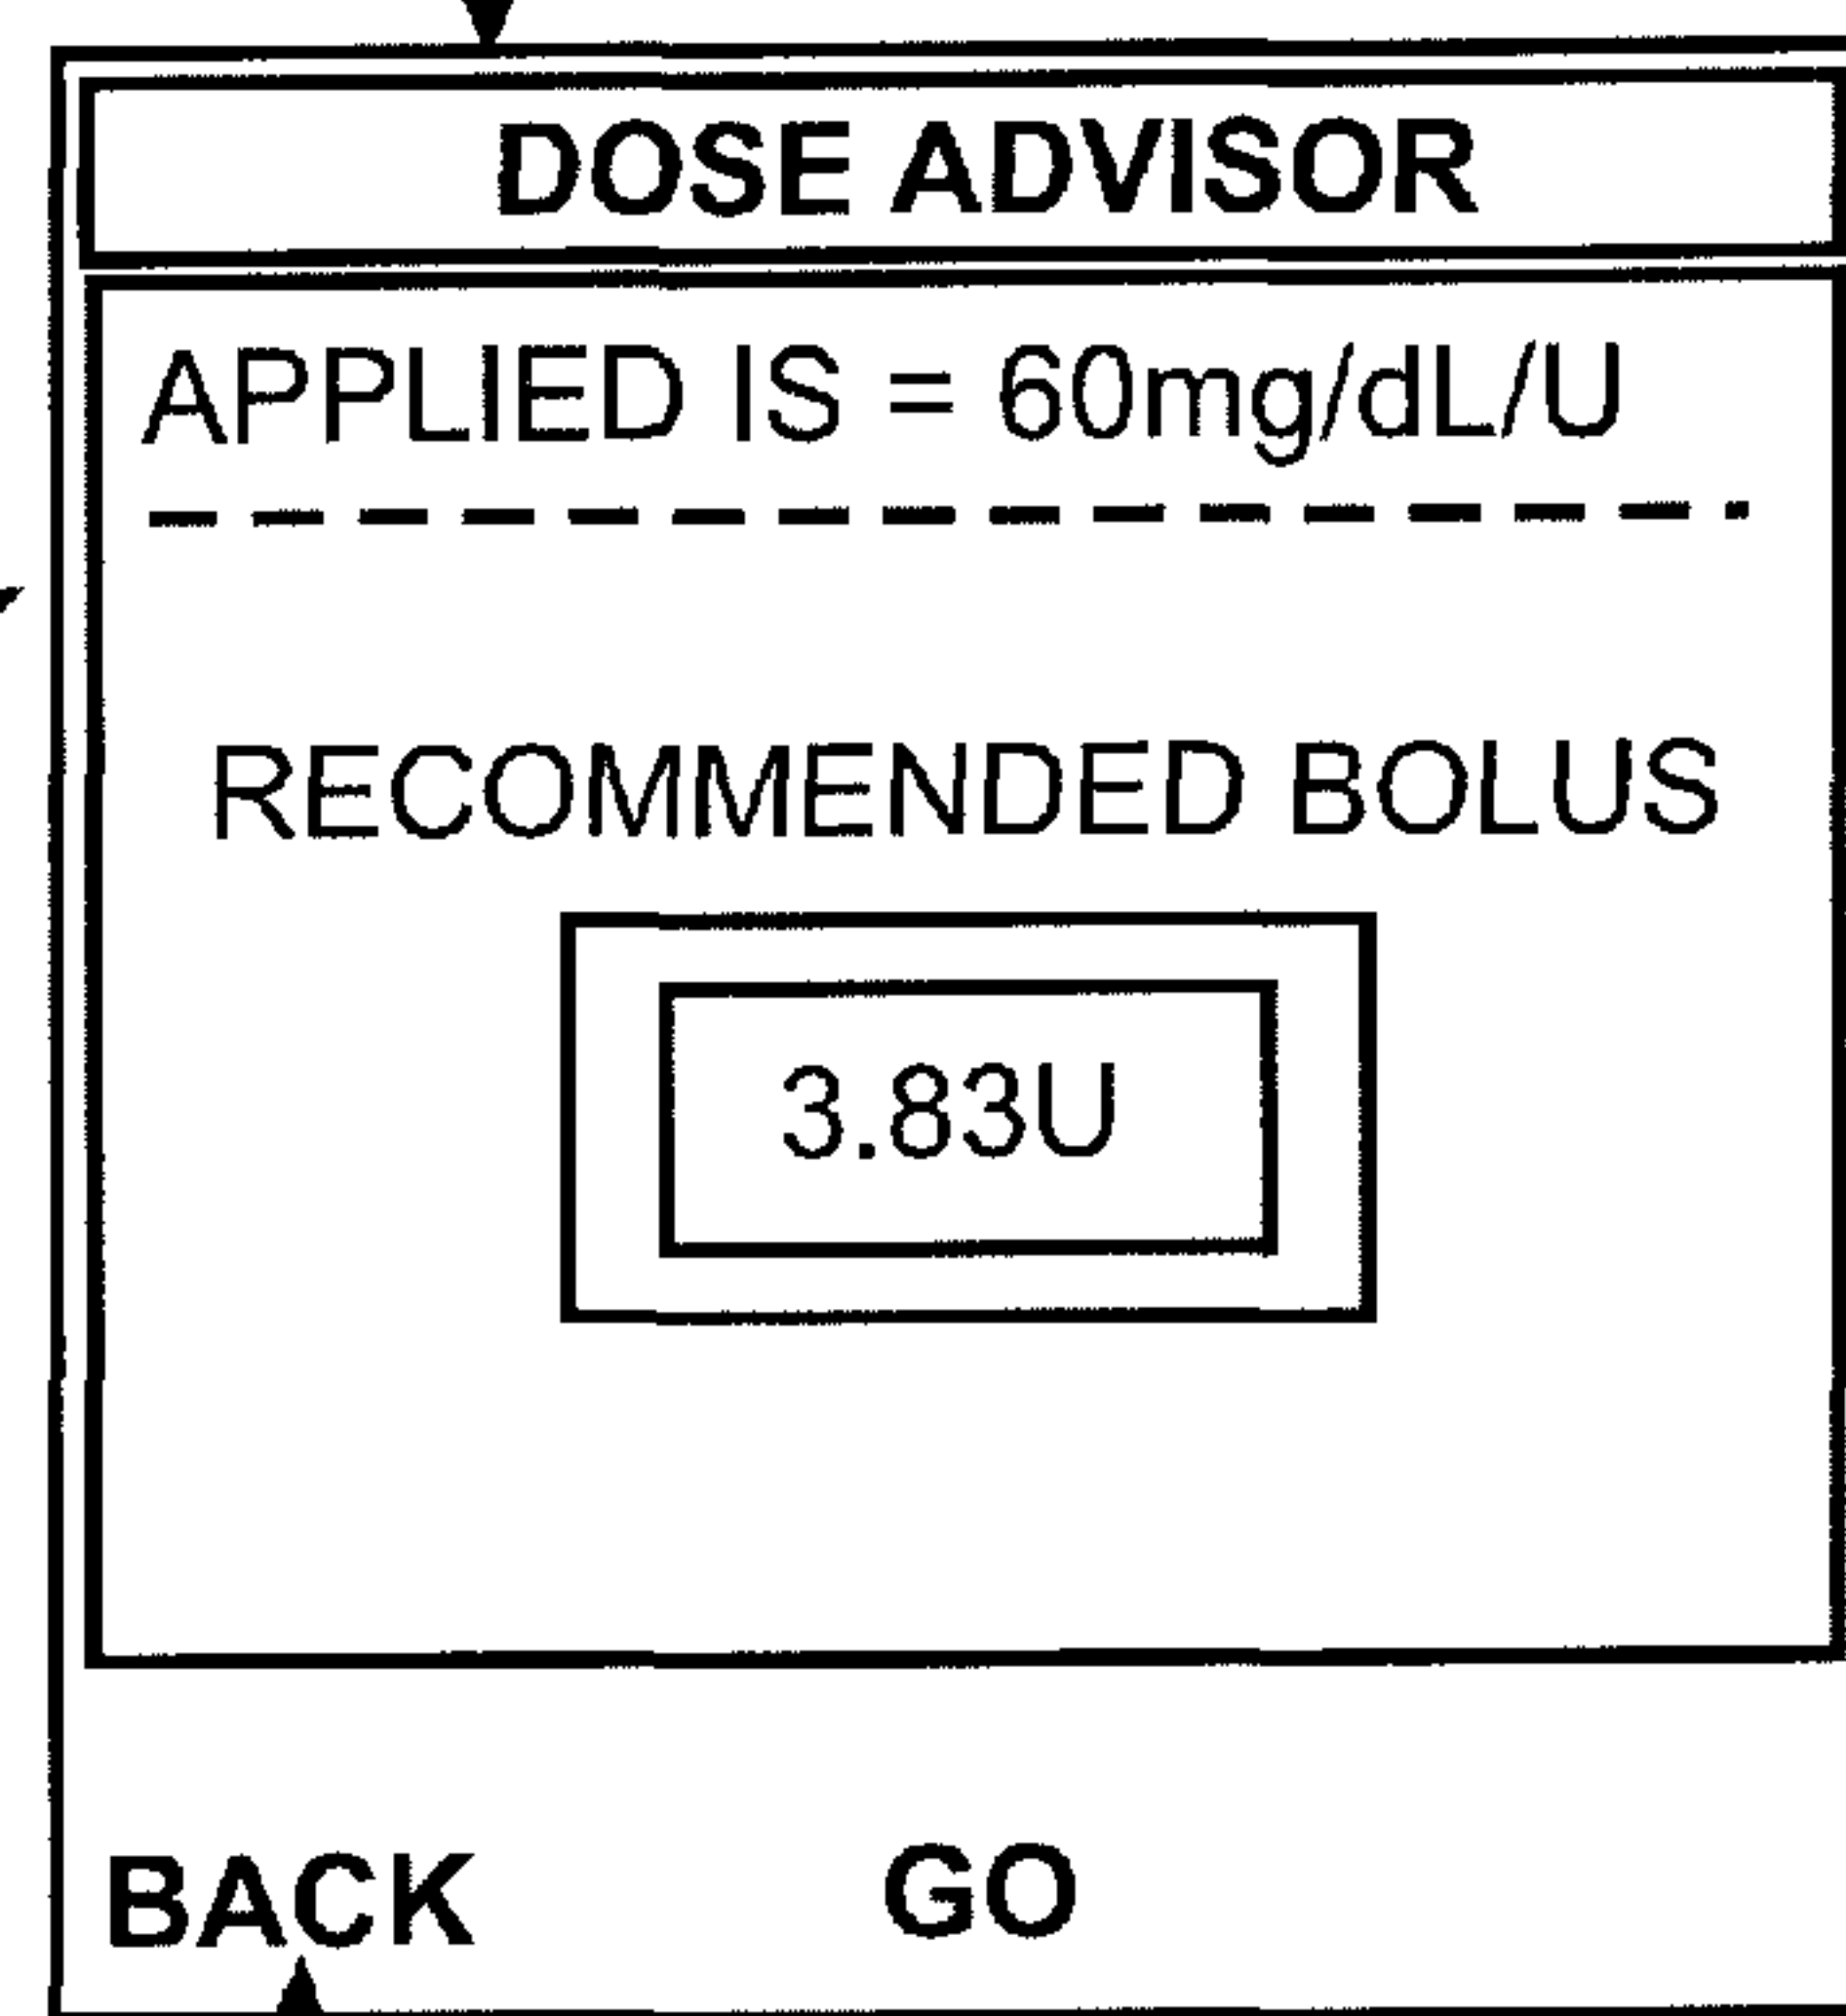 DOSE ADVISOR
APPLIED IS = 60mg/dL/U
RECOMMENDED BOLUS
3.83U
BACK GO